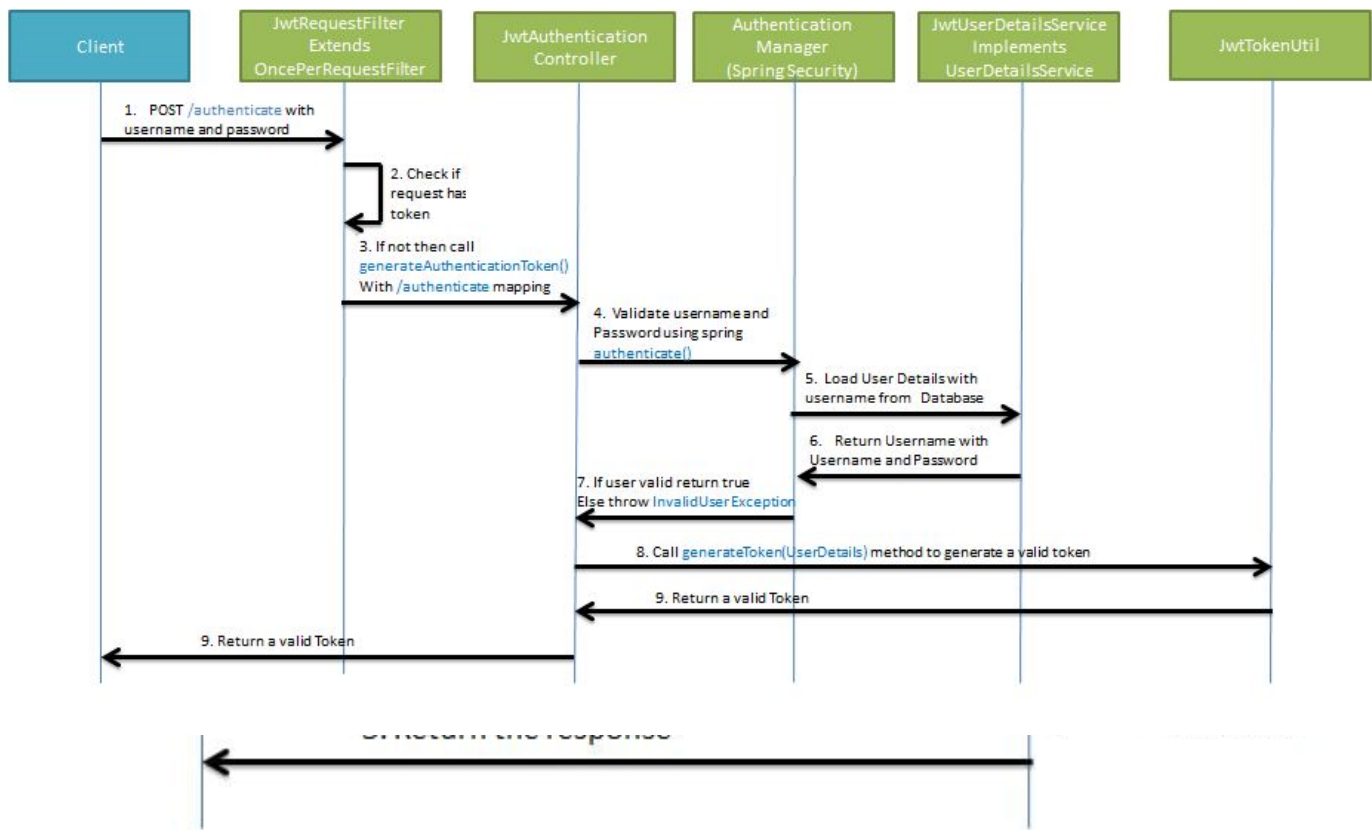 Client
JwtRequestFilter
Extends
OncePerRequestFilter
JwtAuthentication
Controller
Authentication
Manager
(Spring Security)
JwtUserDetailsService
Implements
UserDetailsService
JwtTokenUtil
1. POST /authenticate with
username and password
2. Check if
request has
token
3. If not then call
generateAuthenticationToken()
With /authenticate mapping
4. Validate username and
Password using spring
authenticate()
5. Load User Details with
username from Database
6. Return Username with
Username and Password
7. If user valid return true
Else throw InvalidUserException
8. Call generateToken(UserDetails) method to generate a valid token
9. Return a valid Token
9. Return a valid Token
Return the response